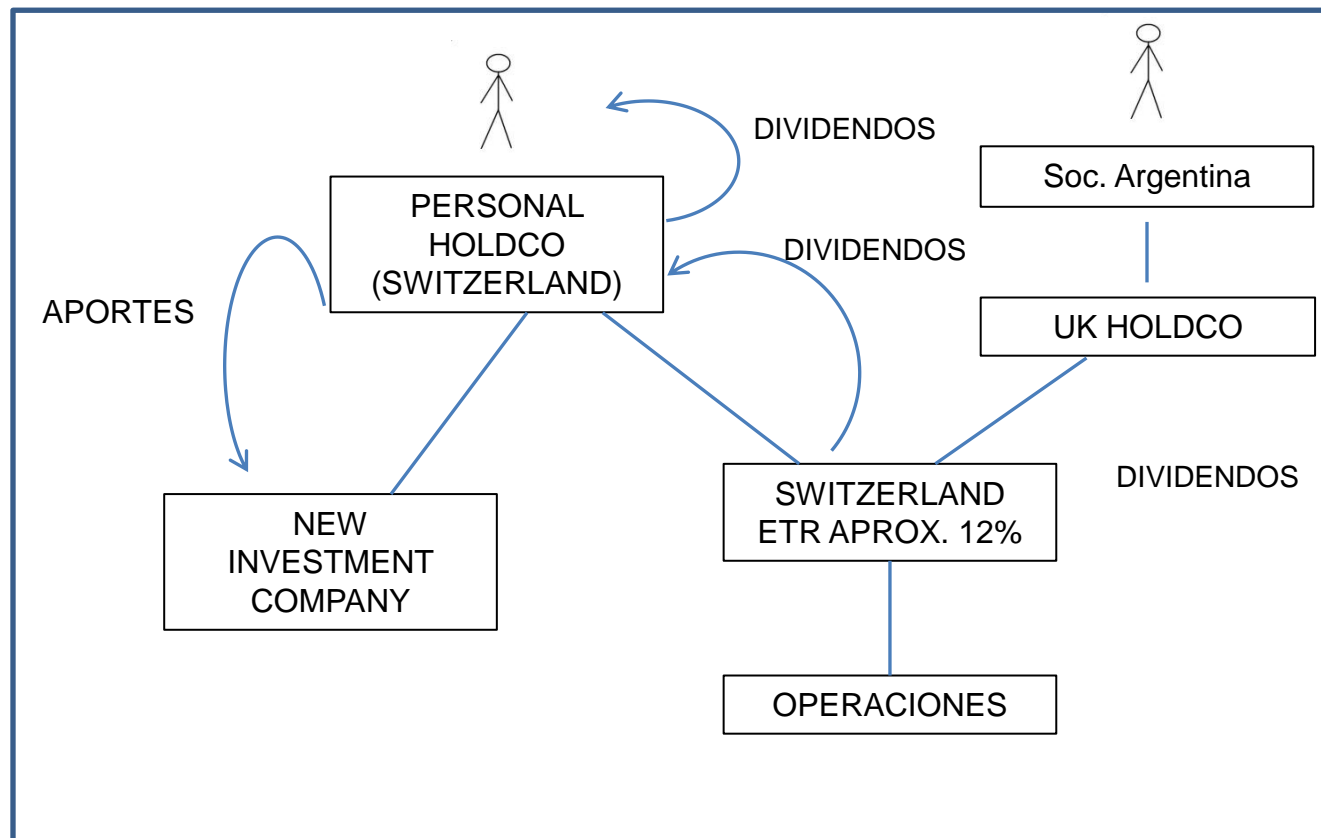 DIVIDENDOS
Soc. Argentina
PERSONAL
HOLDCO
(SWITZERLAND)
DIVIDENDOS
APORTES
UK HOLDCO
NEW
INVESTMENT
COMPANY
SWITZERLAND
ETR APROX. 12%
DIVIDENDOS
OPERACIONES